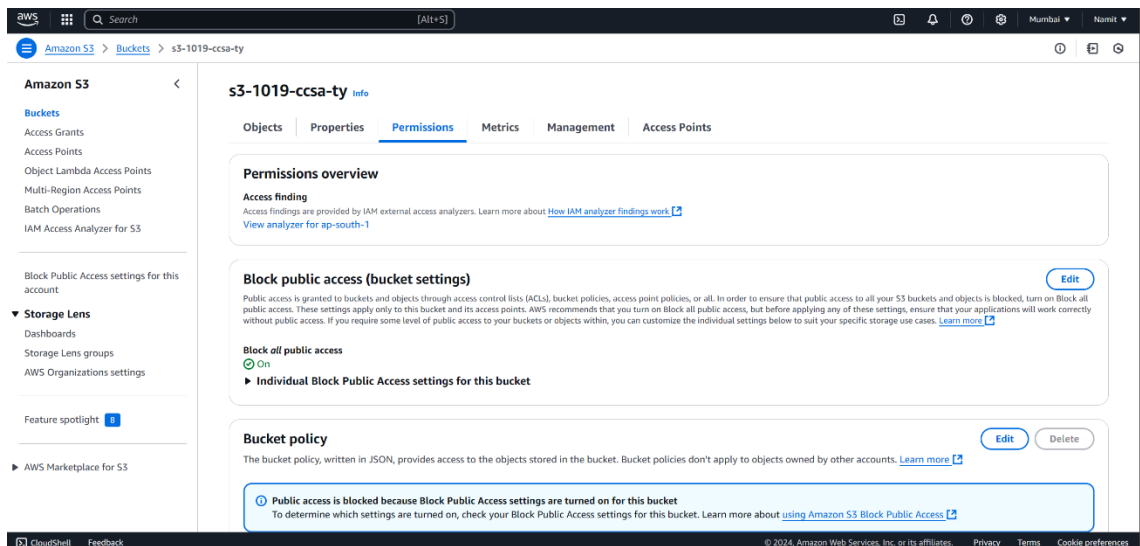 aws
Search
[Alt+S]
Mumbai
Namit
Amazon S3 > Buckets > s3-1019-ccsa-ty
Amazon S3
Buckets
Access Grants
Access Points
Object Lambda Access Points
Multi-Region Access Points
Batch Operations
IAM Access Analyzer for S3
Block Public Access settings for this
account
Storage Lens
Dashboards
Storage Lens groups
AWS Organizations settings
Feature spotlight 8
AWS Marketplace for S3
s3-1019-ccsa-ty Info
Objects
Properties
Permissions
Metrics
Management
Access Points
Permissions overview
Access finding
Access findings are provided by IAM external access analyzers. Learn more about How IAM analyzer findings work
View analyzer for ap-south-1
Block public access (bucket settings)
Edit
Public access is granted to buckets and objects through access control lists (ACLs), bucket policies, access point policies, or all. In order to ensure that public access to all your S3 buckets and objects is blocked, turn on Block all
public access. These settings apply only to this bucket and its access points. AWS recommends that you turn on Block all public access, but before applying any of these settings, ensure that your applications will work correctly
without public access. If you require some level of public access to your buckets or objects within, you can customize the individual settings below to suit your specific storage use cases. Learn more
Block all public access
On
Individual Block Public Access settings for this bucket
Bucket policy
Edit
Delete
The bucket policy, written in JSON, provides access to the objects stored in the bucket. Bucket policies don't apply to objects owned by other accounts. Learn more
Public access is blocked because Block Public Access settings are turned on for this bucket
To determine which settings are turned on, check your Block Public Access settings for this bucket. Learn more about using Amazon S3 Block Public Access
CloudShell
Feedback
© 2024, Amazon Web Services, Inc. or its affiliates.
Privacy
Terms
Cookie preferences